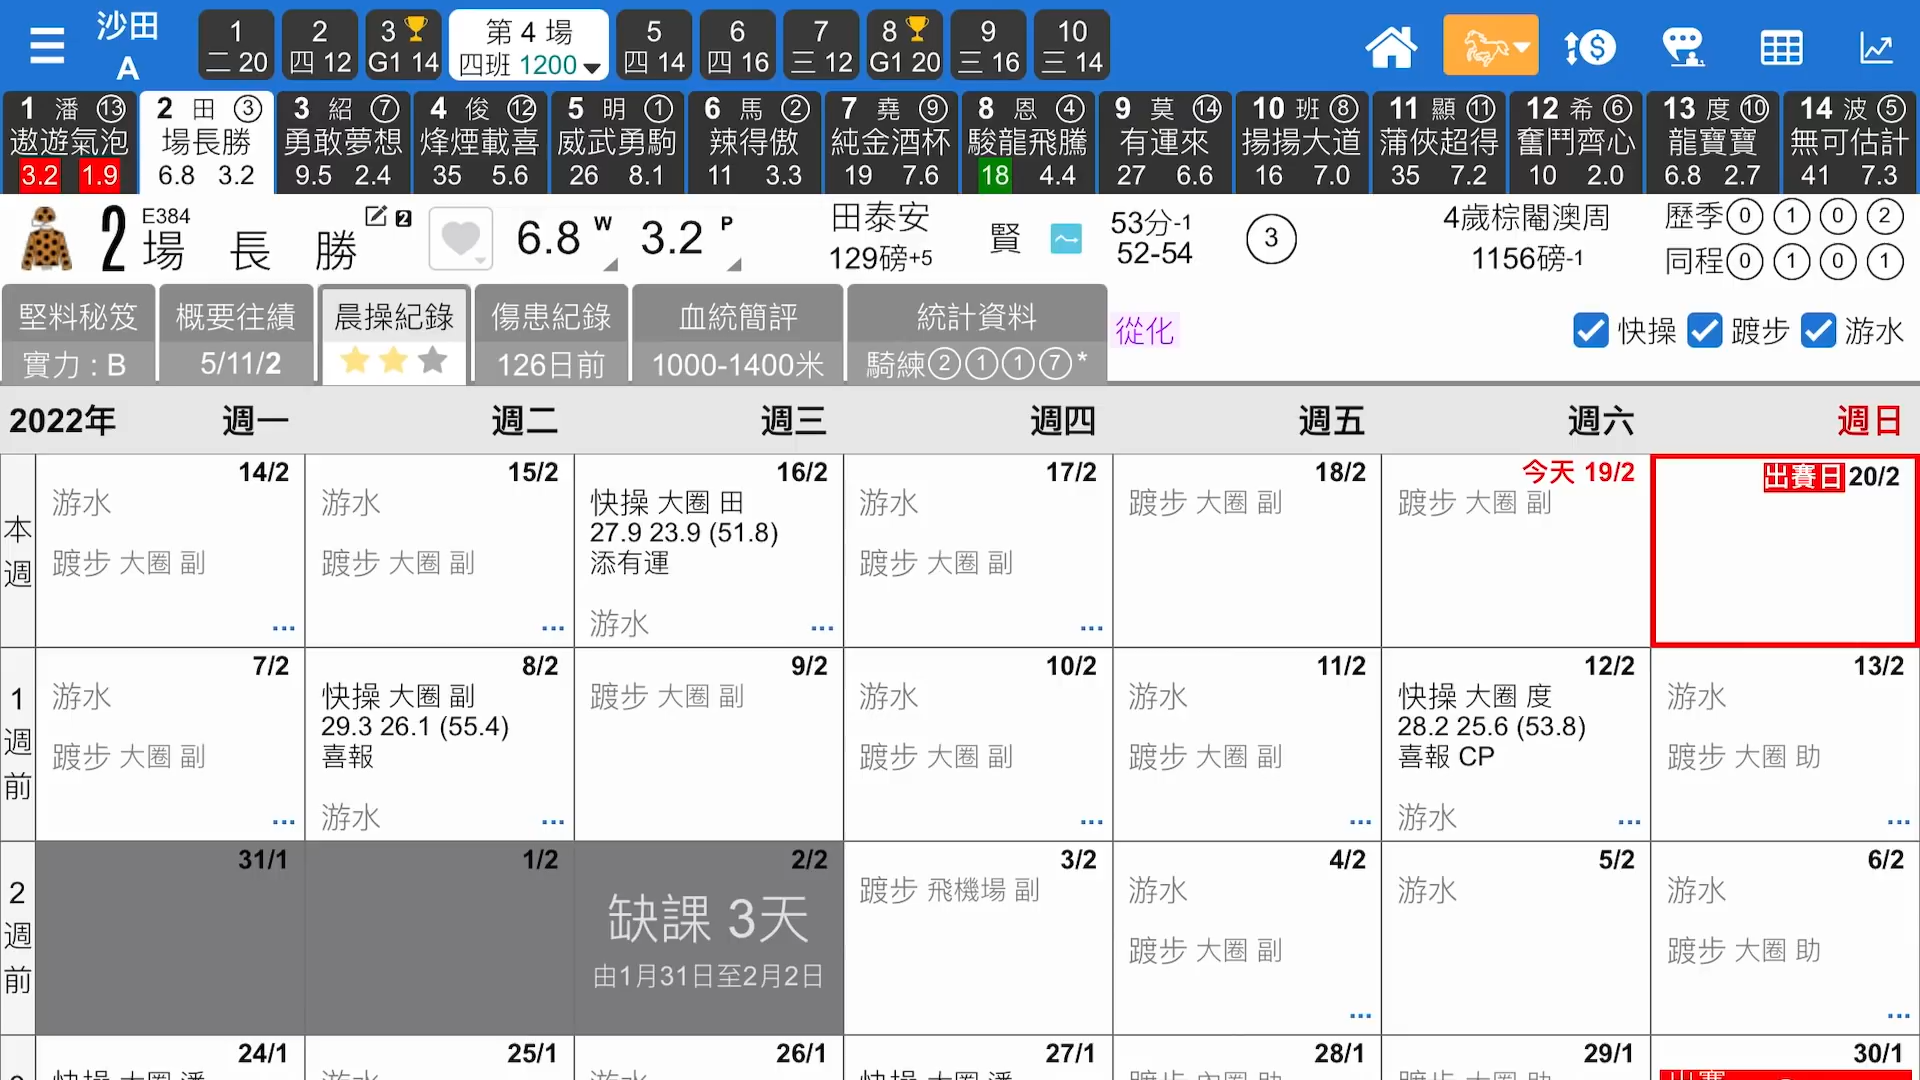 沙田
A
1
二 20
2
四 12
3
G1 14
第 4 場
四班 1200
5
四 14
6
四 16
7
三 12
8
G1 20
9
三 16
10
三 14
1 潘 ⑬
遨遊氣泡
3.2 1.9
2 田 ③
場長勝
6.8 3.2
3 紹 ⑦
勇敢夢想
9.5 2.4
4 俊 ⑫
烽煙載喜
35 5.6
5 明 ①
威武勇駒
26 8.1
6 馬 ②
辣得傲
11 3.3
7 堯 ⑨
純金酒杯
19 7.6
8 恩 ④
駿龍飛騰
18 4.4
9 莫 ⑭
有運來
27 6.6
10 班 ⑧
揚揚大道
16 7.0
11 顯 ⑪
蒲俠超得
35 7.2
12 希 ⑥
奮鬥齊心
10 2.0
13 度 ⑩
龍寶寶
6.8 2.7
14 波 ⑤
無可估計
41 7.3
2
E384
場長勝
2
6.8 W
3.2 P
田泰安
129磅+5
賢
53分-1
52-54
3
4歲棕閹澳周
1156磅-1
歷季 0 1 0 2
同程 0 1 0 1
堅料秘笈
實力 : B
概要往績
5/11/2
晨操紀錄
傷患紀錄
126日前
血統簡評
1000-1400米
統計資料
騎練②①①⑦*
從化
快操 踱步 游水
2022年 週一 週二 週三 週四 週五 週六 週日
本週
14/2
游水
踱步 大圈 副
...
15/2
游水
踱步 大圈 副
...
16/2
快操 大圈 田
27.9 23.9 (51.8)
添有運
游水
...
17/2
游水
踱步 大圈 副
...
18/2
踱步 大圈 副
今天 19/2
踱步 大圈 副
出賽日 20/2
1週前
7/2
游水
踱步 大圈 副
...
8/2
快操 大圈 副
29.3 26.1 (55.4)
喜報
游水
...
9/2
踱步 大圈 副
10/2
游水
踱步 大圈 副
...
11/2
游水
踱步 大圈 副
...
12/2
快操 大圈 度
28.2 25.6 (53.8)
喜報 CP
游水
...
13/2
游水
踱步 大圈 助
...
2週前
31/1
1/2
2/2
缺課 3天
由1月31日至2月2日
3/2
踱步 飛機場 副
4/2
游水
踱步 大圈 副
...
5/2
游水
6/2
游水
踱步 大圈 助
...
24/1
快操 大圈 潘
25/1
游水
26/1
游水
27/1
快操 大圈 潘
28/1
踱步 內圈 助
29/1
踱步 大圈 助
30/1
出賽